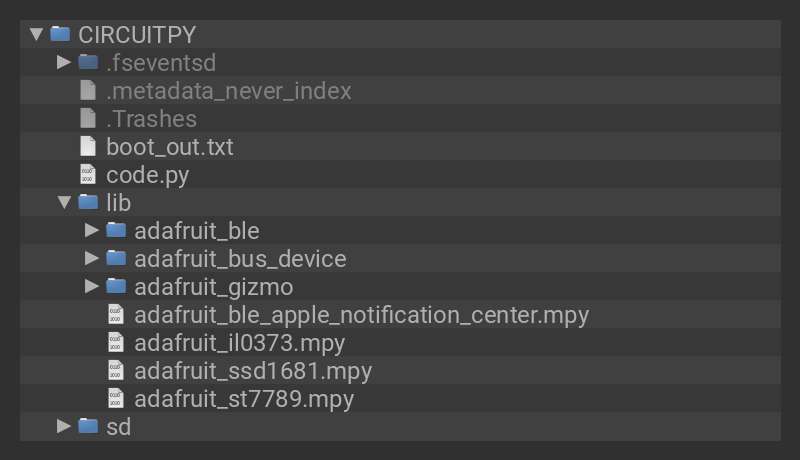 CIRCUITPY
.fseventsd
.metadata_never_index
.Trashes
boot_out.txt
code.py
lib
adafruit_ble
adafruit_bus_device
adafruit_gizmo
adafruit_ble_apple_notification_center.mpy
adafruit_il0373.mpy
adafruit_ssd1681.mpy
adafruit_st7789.mpy
sd